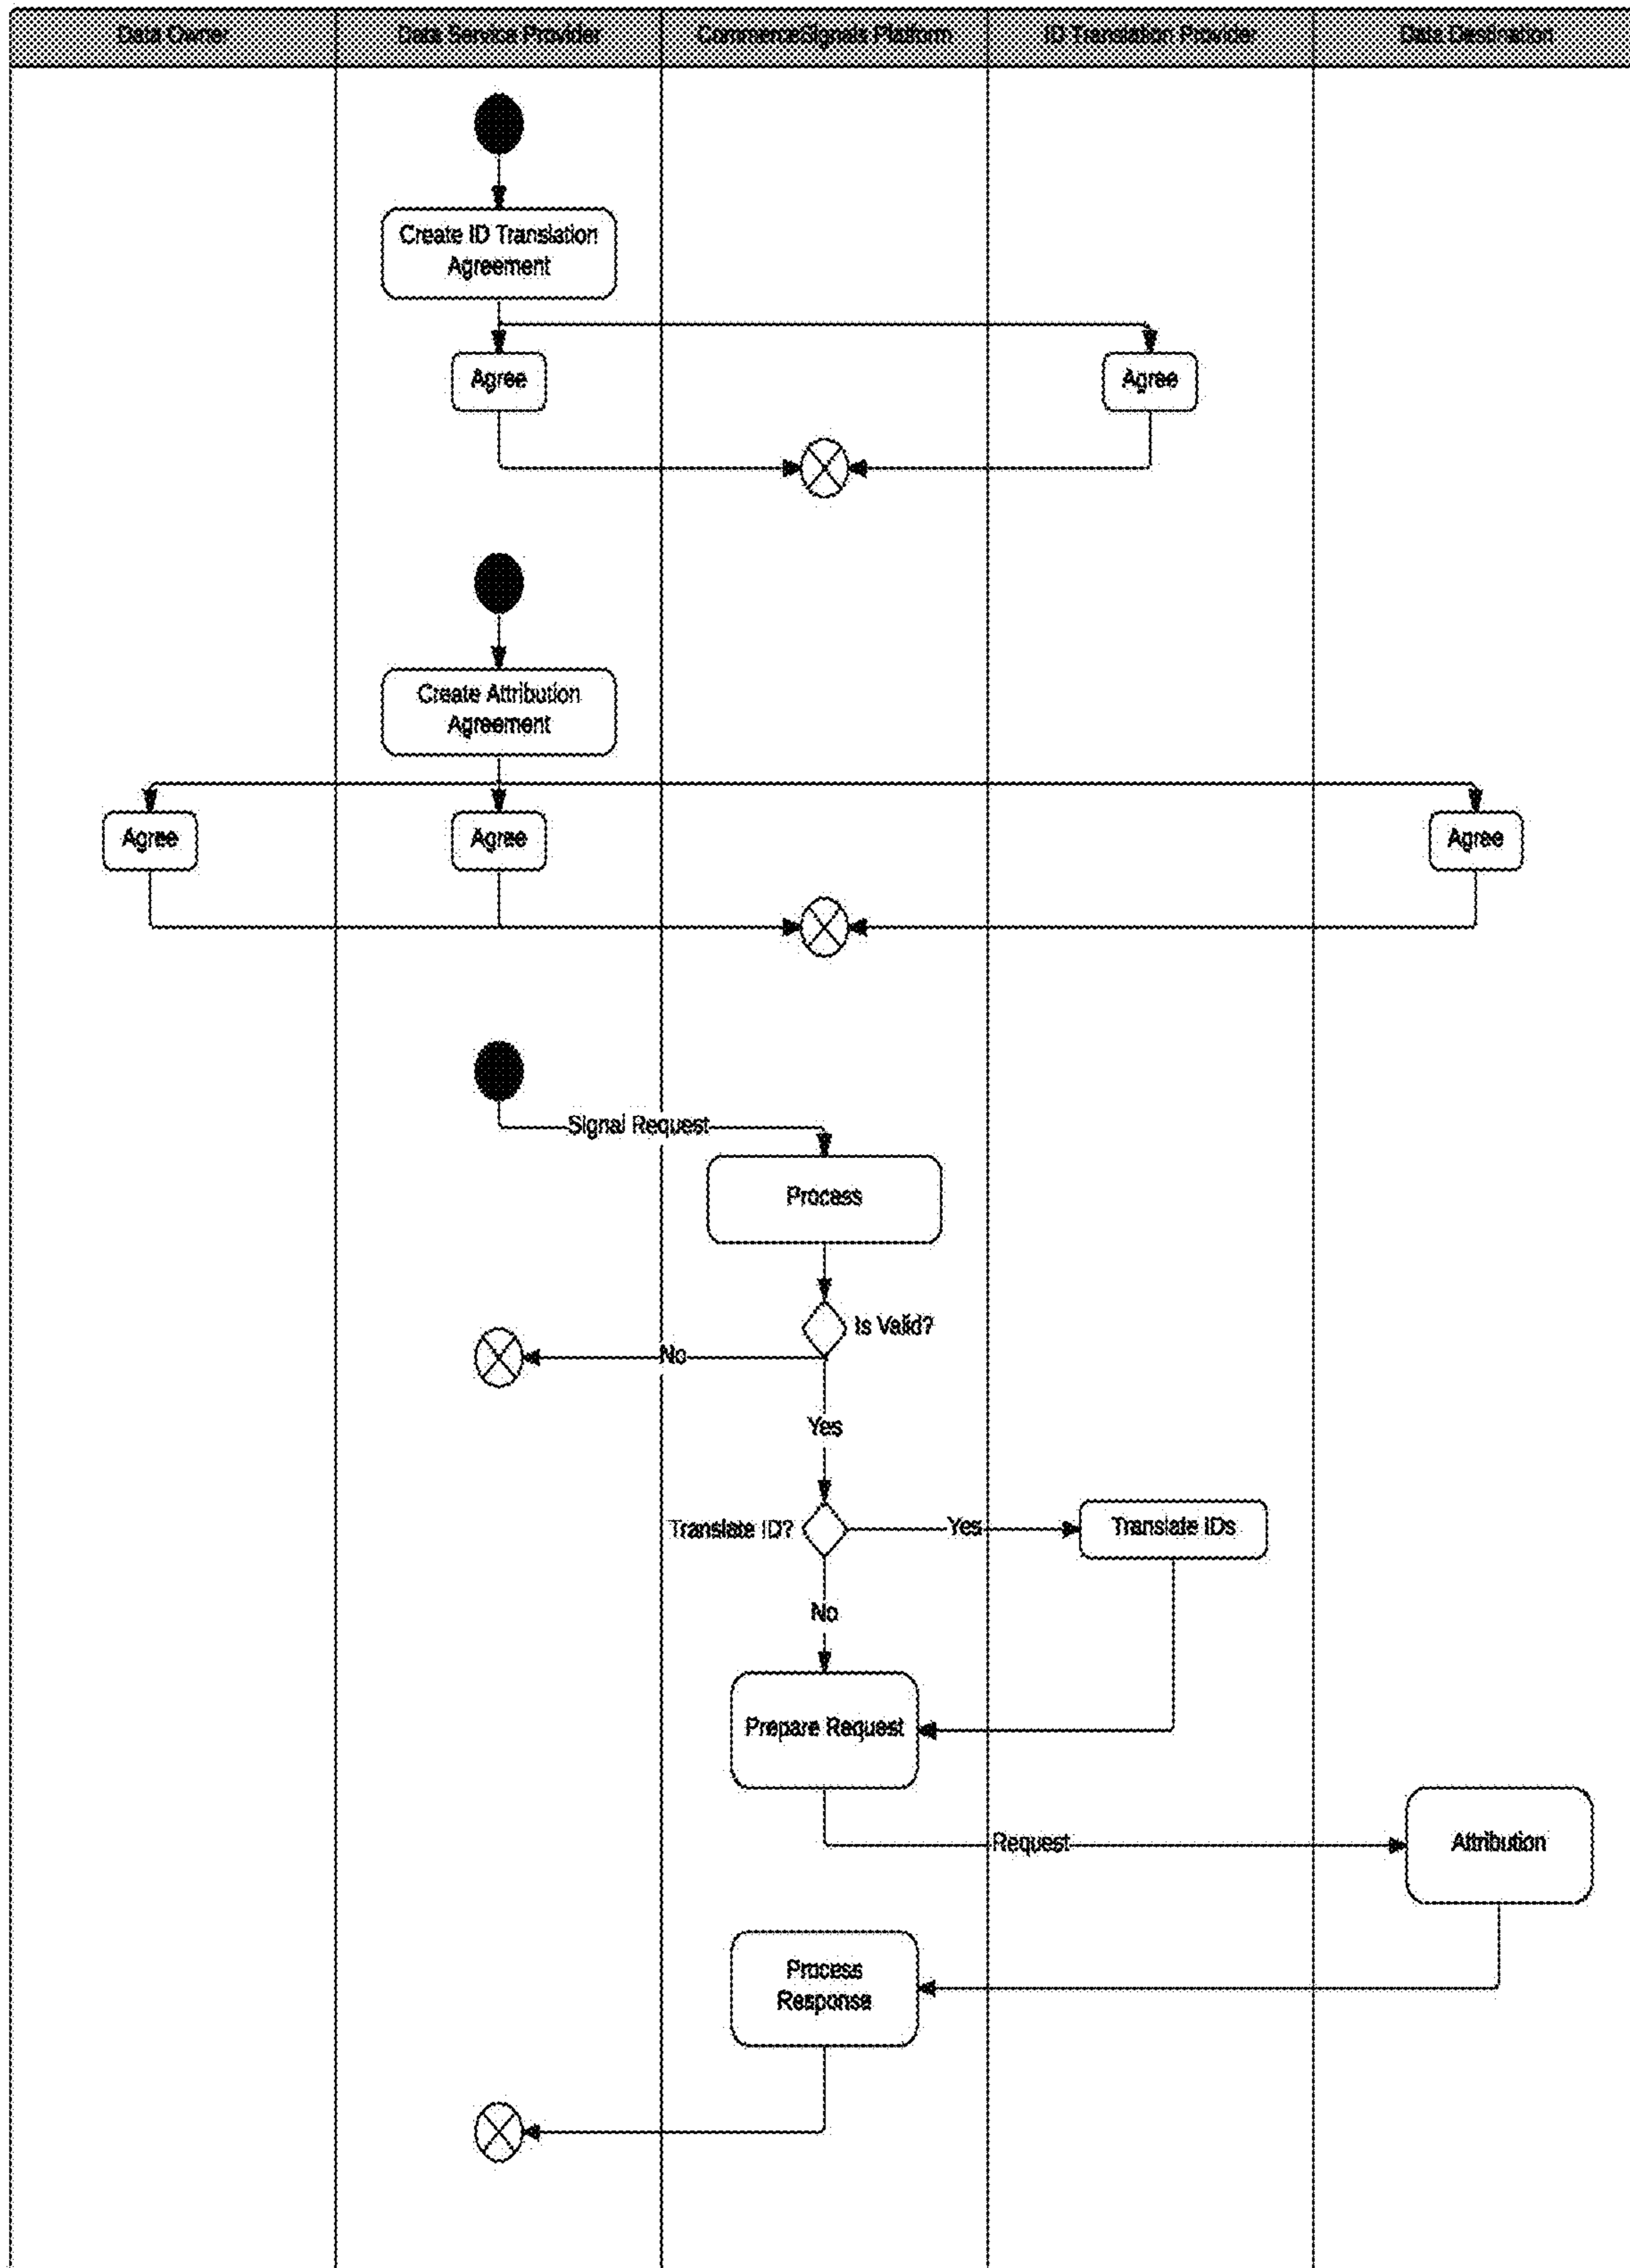 Data Owner
Data Service Provider
CommerceSignals Platform
ID Translation Provider
Data Destination
Create ID Translation
Agreement
Agree
Agree
Create Attribution
Agreement
Agree
Agree
Agree
Signal Request
Process
Is Valid?
No
Yes
Translate ID?
Yes
Translate IDs
No
Prepare Request
Request
Attribution
Process
Response